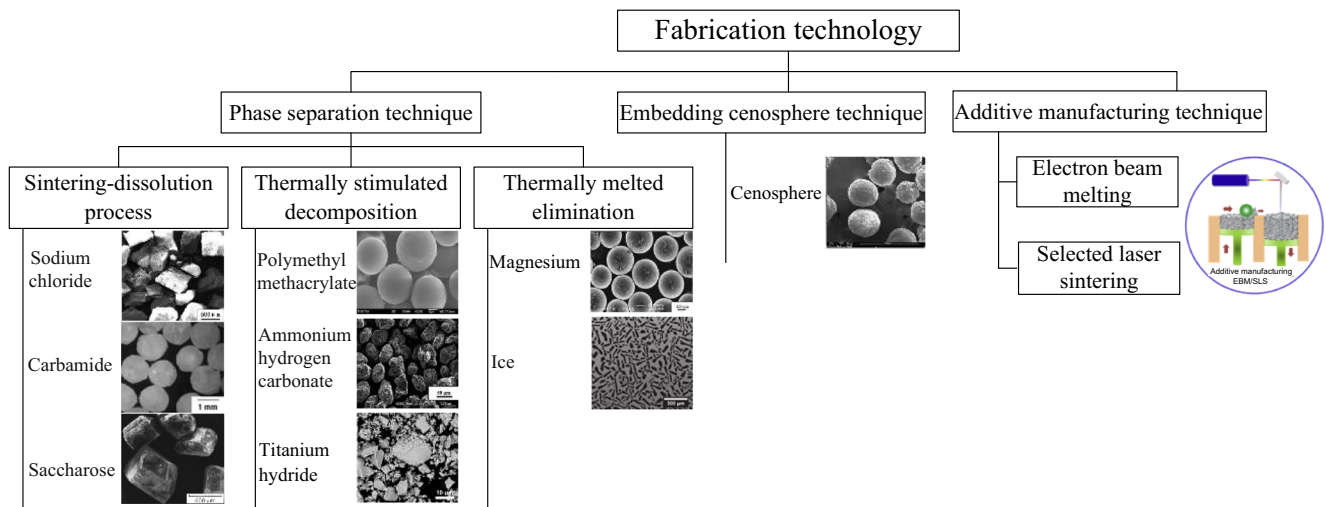 Fabrication technology
Phase separation technique
Embedding cenosphere technique
Additive manufacturing technique
Sintering-dissolution
process
Thermally stimulated
decomposition
Thermally melted
elimination
Cenosphere
Electron beam
melting
Selected laser
sintering
Additive manufacturing
EBM/SLS
Sodium
chloride
Polymethyl
methacrylate
Magnesium
Carbamide
1 mm
Ammonium
hydrogen
carbonate
10 μm
Ice
300 μm
Saccharose
Titanium
hydride
10 μm